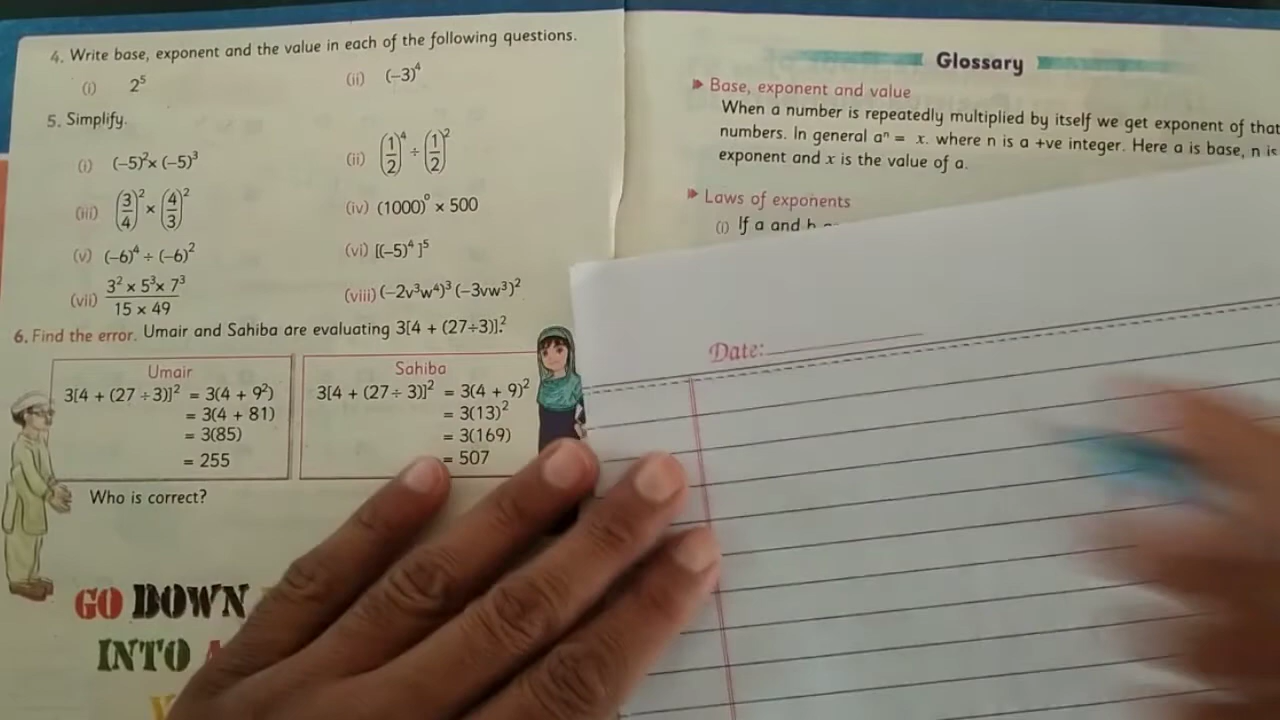 4. Write base, exponent and the value in each of the following questions.
(i) 2⁵ (ii) (−3)⁴
5. Simplify.
(i) (−5)²× (−5)³ (ii) (1/2)⁴ ÷ (1/2)²
(iii) (3/4)² × (4/3)² (iv) (1000)⁰ × 500
(v) (−6)⁴ ÷ (−6)² (vi) [(−5)⁴ ]⁵
(vii) 3² × 5³× 7³ / 15 × 49 (viii) (−2v³w⁴)³ (−3vw³)²
6. Find the error. Umair and Sahiba are evaluating 3[4 + (27÷3)]².
Umair
3[4 + (27 ÷3)]² = 3(4 + 9²)
= 3(4 + 81)
= 3(85)
= 255
Sahiba
3[4 + (27 ÷ 3)]² = 3(4 + 9)²
= 3(13)²
= 3(169)
= 507
Who is correct?
GO DOWN
INTO
Glossary
Base, exponent and value
When a number is repeatedly multiplied by itself we get exponent of that
numbers. In general aⁿ = x. where n is a +ve integer. Here a is base, n is
exponent and x is the value of a.
Laws of exponents
(i) If a and b
Date: